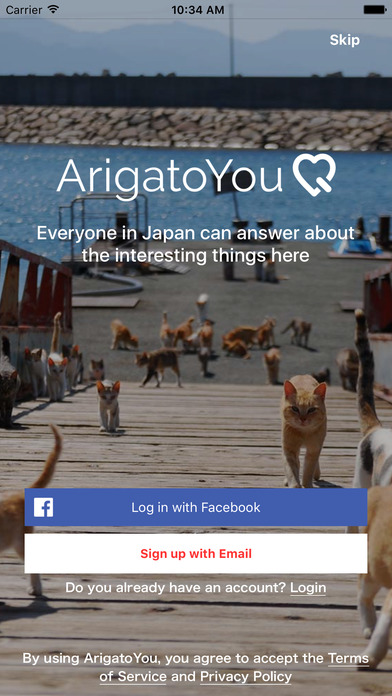 Carrier 10:34 AM
Skip
ArigatoYou
Everyone in Japan can answer about
the interesting things here
Log in with Facebook
Sign up with Email
Do you already have an account? Login
By using ArigatoYou, you agree to accept the Terms
of Service and Privacy Policy